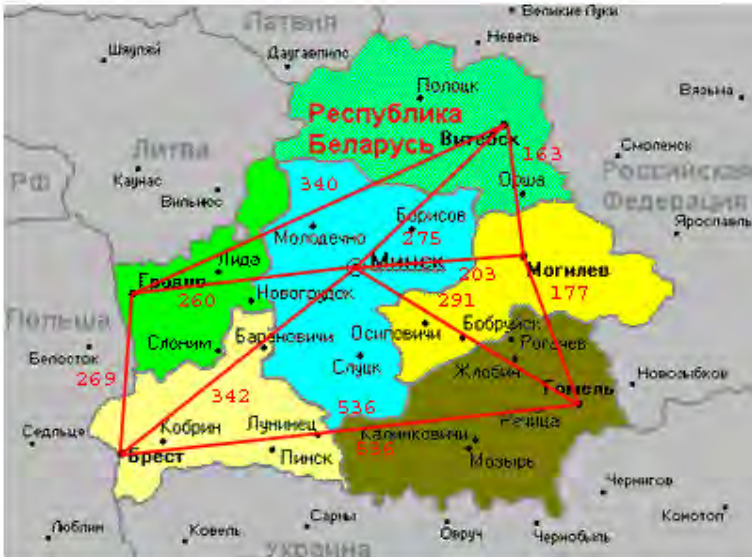 Великие Луки
Латвия
Невель
Шяуляй
Даугавпилс
Полоцк
Вязьма
Республика
Беларусь
Витебск
163
Смоленск
Литва
Российская
Федерация
РФ
Каунас
Вильнюс
340
Орша
Борисов
Ярославль
Молодечно
275
Минск
Лида
Могилев
Гродно
203
260
Новогрудск
291
177
Польша
Барановичи
Осиповичи
Бобруйск
Рогачев
Белосток
Слоним
Слуцк
Жлобин
Новозыбков
269
342
Гомель
536
Речица
Седльце
Кобрин
Лунинец
Калинковичи
536
Брест
Пинск
Мозырь
Чернигов
Конотоп
Люблин
Ковель
Сарны
Овруч
Чернобыль
Украина